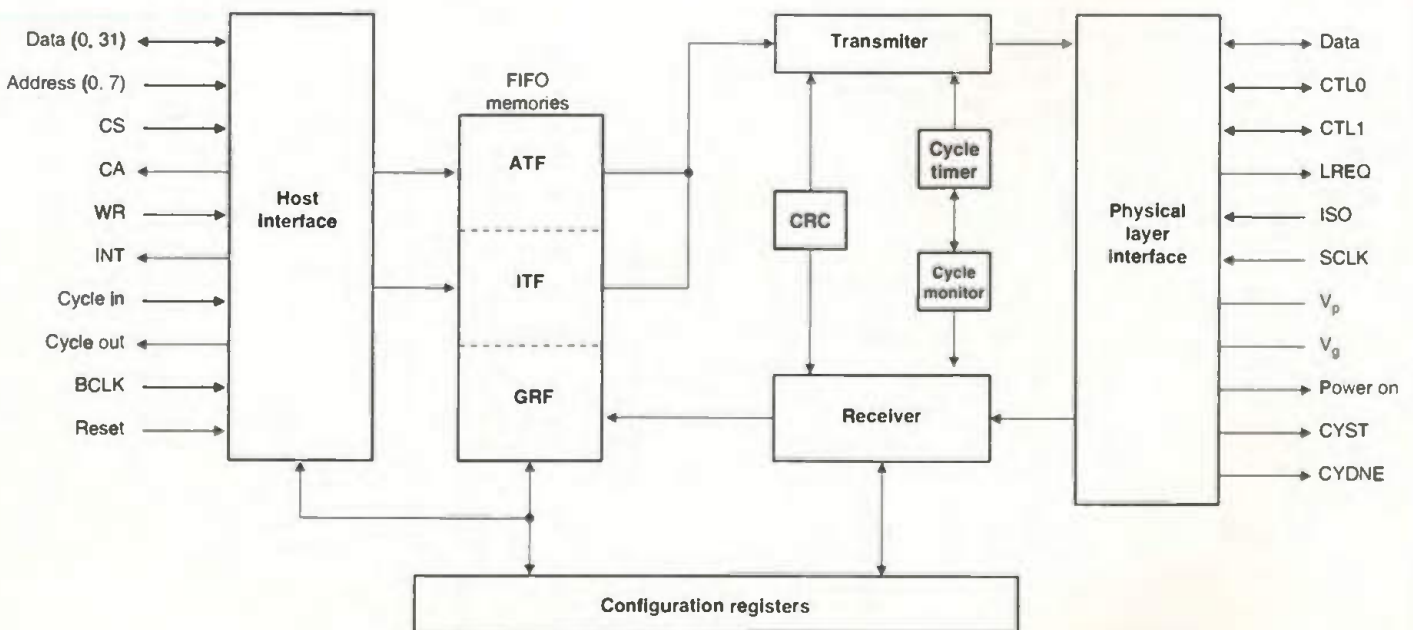 Data (0, 31)
Address (0. 7)
CS
CA
WR
INT
Cycle in
Cycle out
BCLK
Reset
Host
interface
FIFO
memories
ATF
ITF
GRF
Transmiter
CRC
Cycle
timer
Cycle
monitor
Receiver
Physical
layer
interface
Data
CTL0
CTL1
LREQ
ISO
SCLK
Vp
Vg
Power on
CYST
CYDNE
Configuration registers